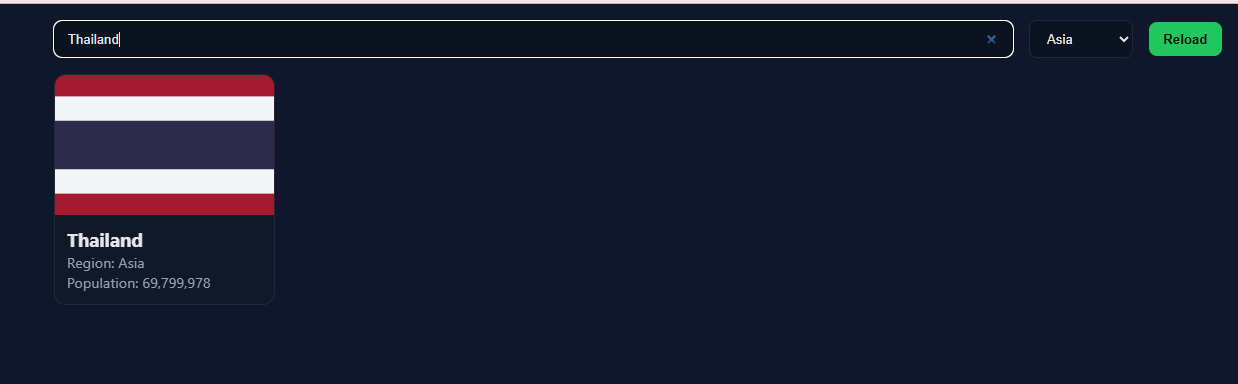 Thailand
Asia
Reload
Thailand
Region: Asia
Population: 69,799,978